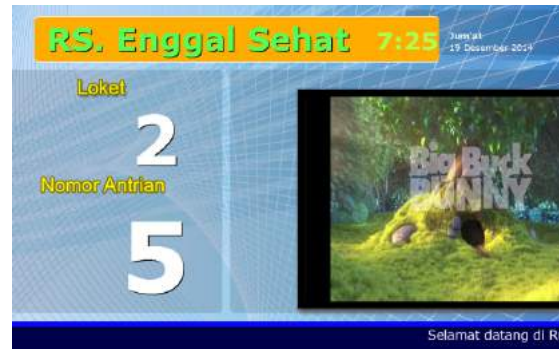 RS. Enggal Sehat 7:25
Jum'at
19 Desember 2014
Loket
2
Nomor Antrian
5
Big Buck
BUNNY
Selamat datang di R